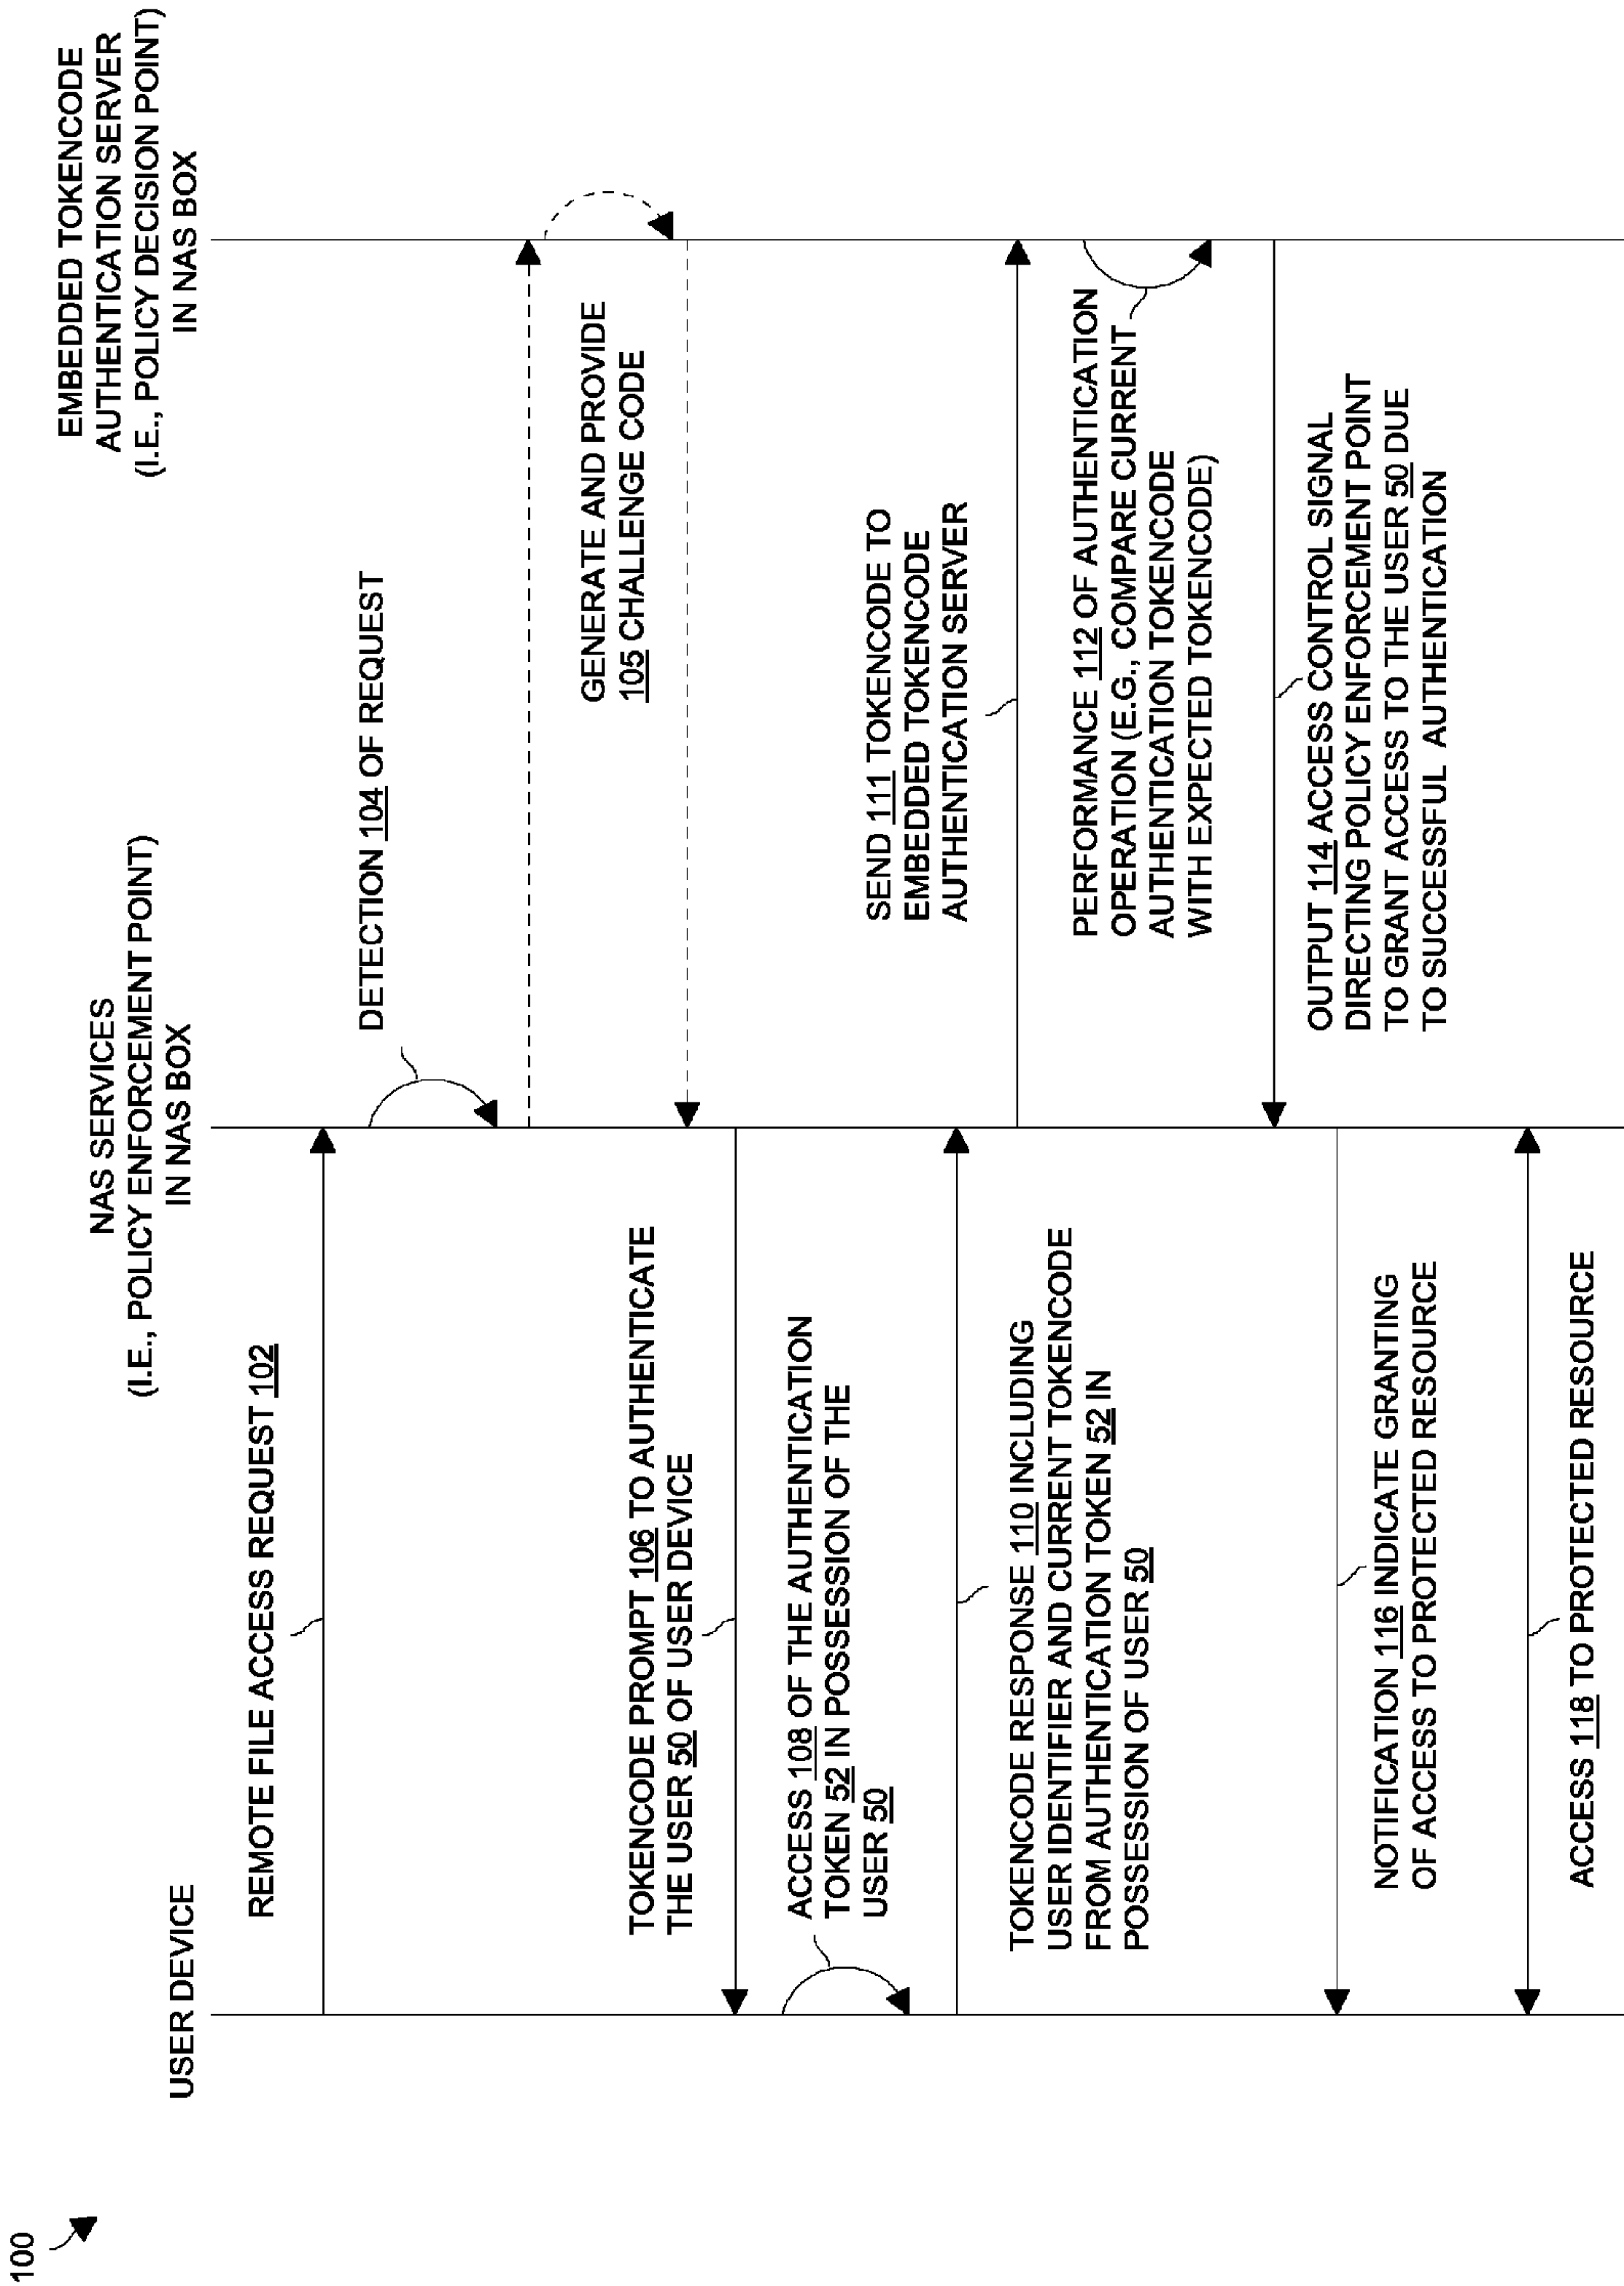 100
USER DEVICE
NAS SERVICES
(I.E., POLICY ENFORCEMENT POINT)
IN NAS BOX
EMBEDDED TOKENCODE
AUTHENTICATION SERVER
(I.E., POLICY DECISION POINT)
IN NAS BOX
REMOTE FILE ACCESS REQUEST 102
DETECTION 104 OF REQUEST
GENERATE AND PROVIDE
105 CHALLENGE CODE
TOKENCODE PROMPT 106 TO AUTHENTICATE
THE USER 50 OF USER DEVICE
ACCESS 108 OF THE AUTHENTICATION
TOKEN 52 IN POSSESSION OF THE
USER 50
TOKENCODE RESPONSE 110 INCLUDING
USER IDENTIFIER AND CURRENT TOKENCODE
FROM AUTHENTICATION TOKEN 52 IN
POSSESSION OF USER 50
SEND 111 TOKENCODE TO
EMBEDDED TOKENCODE
AUTHENTICATION SERVER
PERFORMANCE 112 OF AUTHENTICATION
OPERATION (E.G., COMPARE CURRENT
AUTHENTICATION TOKENCODE
WITH EXPECTED TOKENCODE)
OUTPUT 114 ACCESS CONTROL SIGNAL
DIRECTING POLICY ENFORCEMENT POINT
TO GRANT ACCESS TO THE USER 50 DUE
TO SUCCESSFUL AUTHENTICATION
NOTIFICATION 116 INDICATE GRANTING
OF ACCESS TO PROTECTED RESOURCE
ACCESS 118 TO PROTECTED RESOURCE